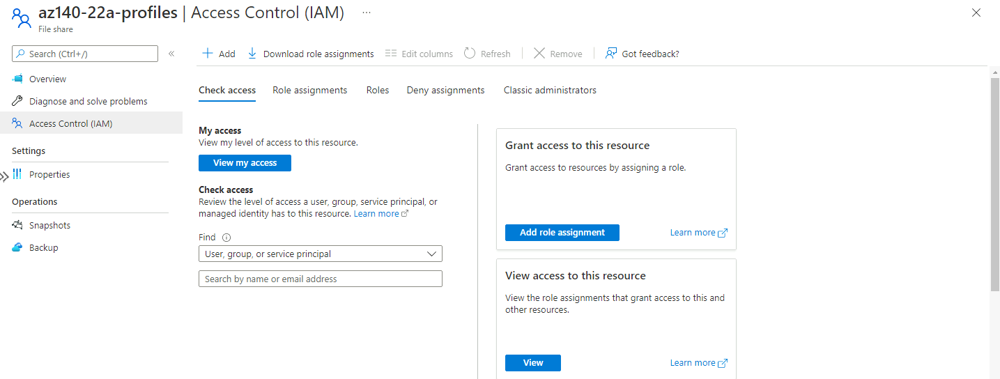 az140-22a-profiles | Access Control (IAM) ...
File share
Search (Ctrl+/)
«
Overview
Diagnose and solve problems
Access Control (IAM)
Settings
Properties
Operations
Snapshots
Backup
Add Download role assignments Edit columns Refresh Remove Got feedback?
Check access Role assignments Roles Deny assignments Classic administrators
My access
View my level of access to this resource.
View my access
Check access
Review the level of access a user, group, service principal, or
managed identity has to this resource. Learn more
Find
User, group, or service principal
Search by name or email address
Grant access to this resource
Grant access to resources by assigning a role.
Add role assignment Learn more
View access to this resource
View the role assignments that grant access to this and
other resources.
View Learn more